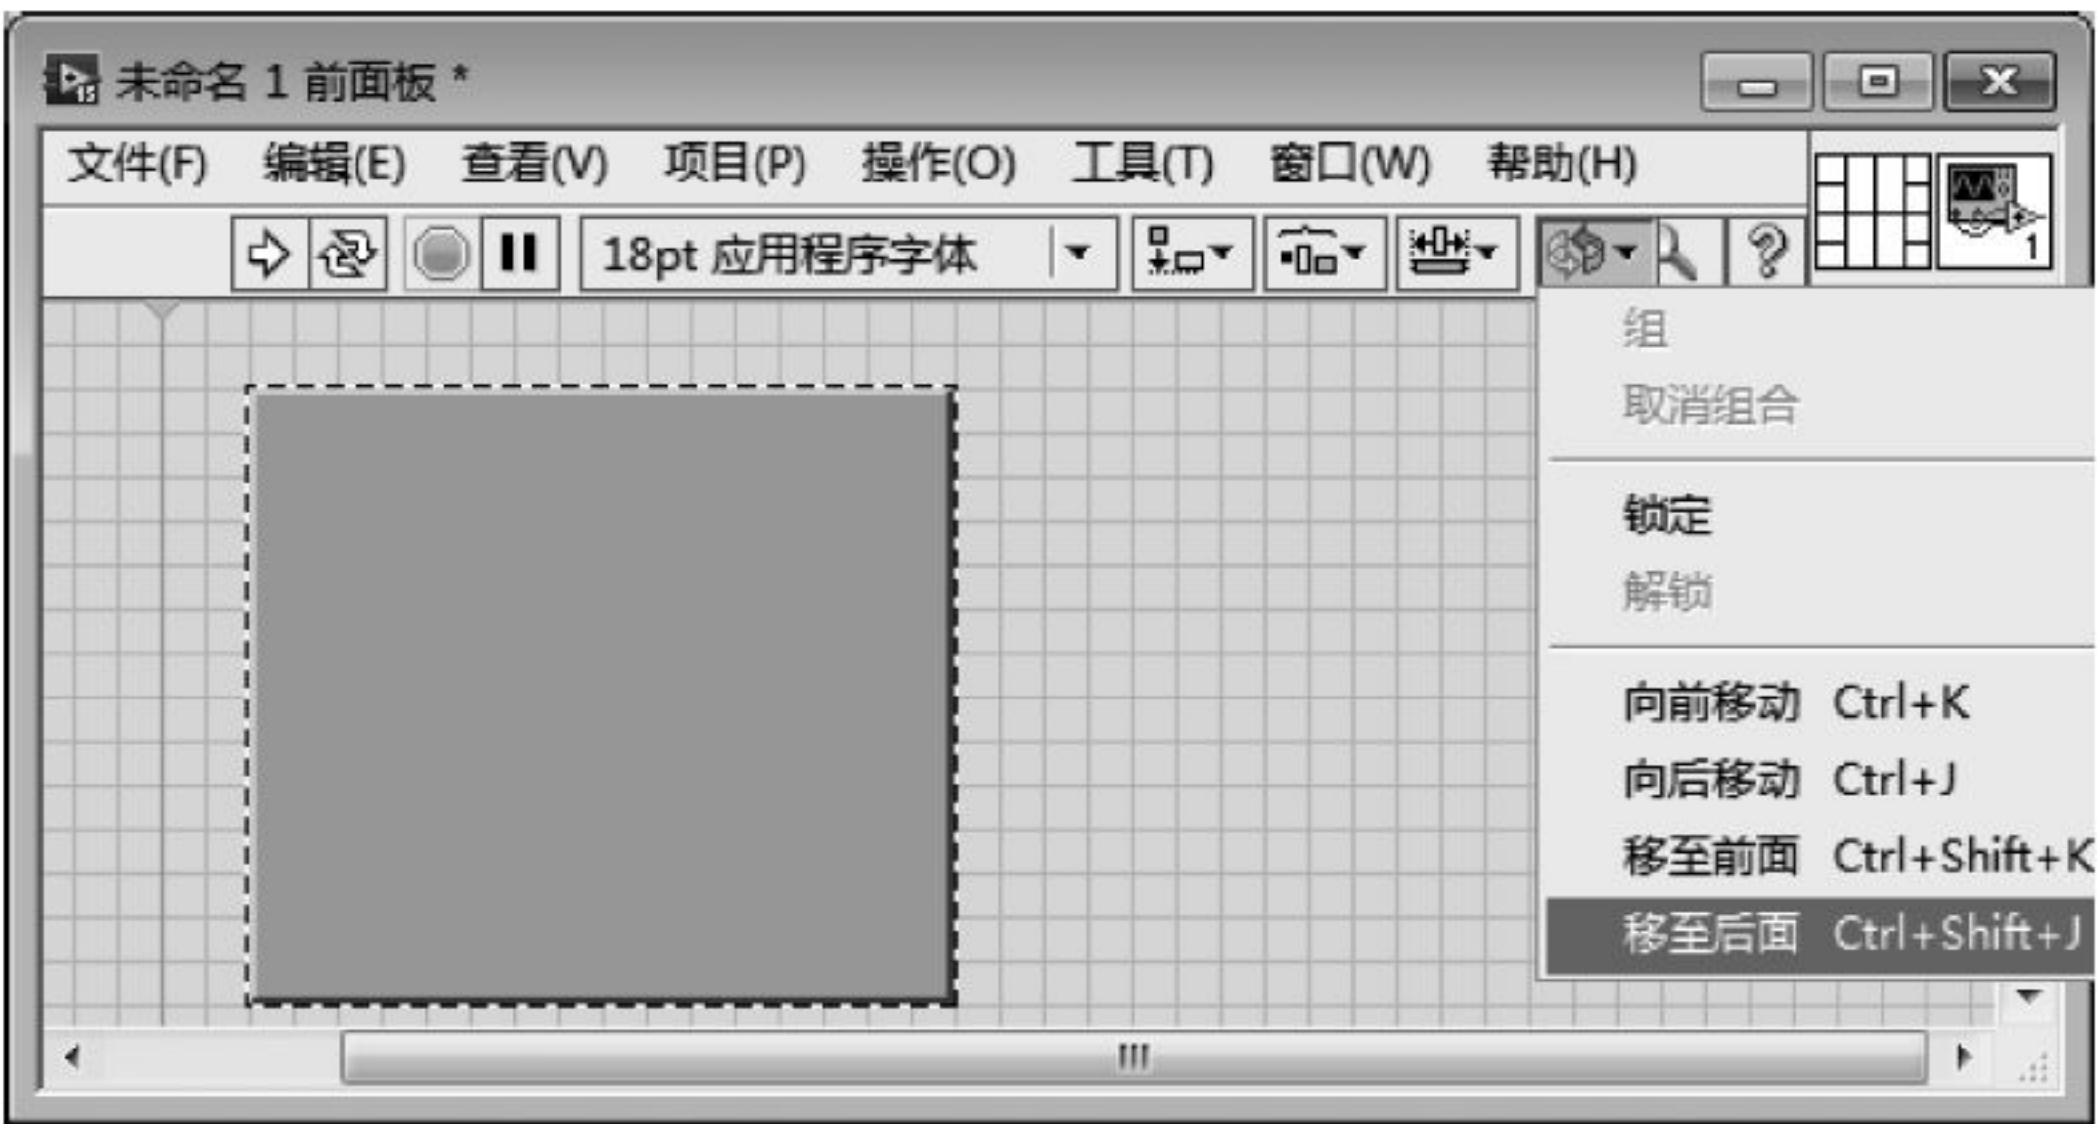 未命名 1 前面板 *
文件(F) 编辑(E) 查看(V) 项目(P) 操作(O) 工具(T) 窗口(W) 帮助(H)
18pt 应用程序字体
1
组
取消组合
锁定
解锁
向前移动 Ctrl+K
向后移动 Ctrl+J
移至前面 Ctrl+Shift+K
移至后面 Ctrl+Shift+J